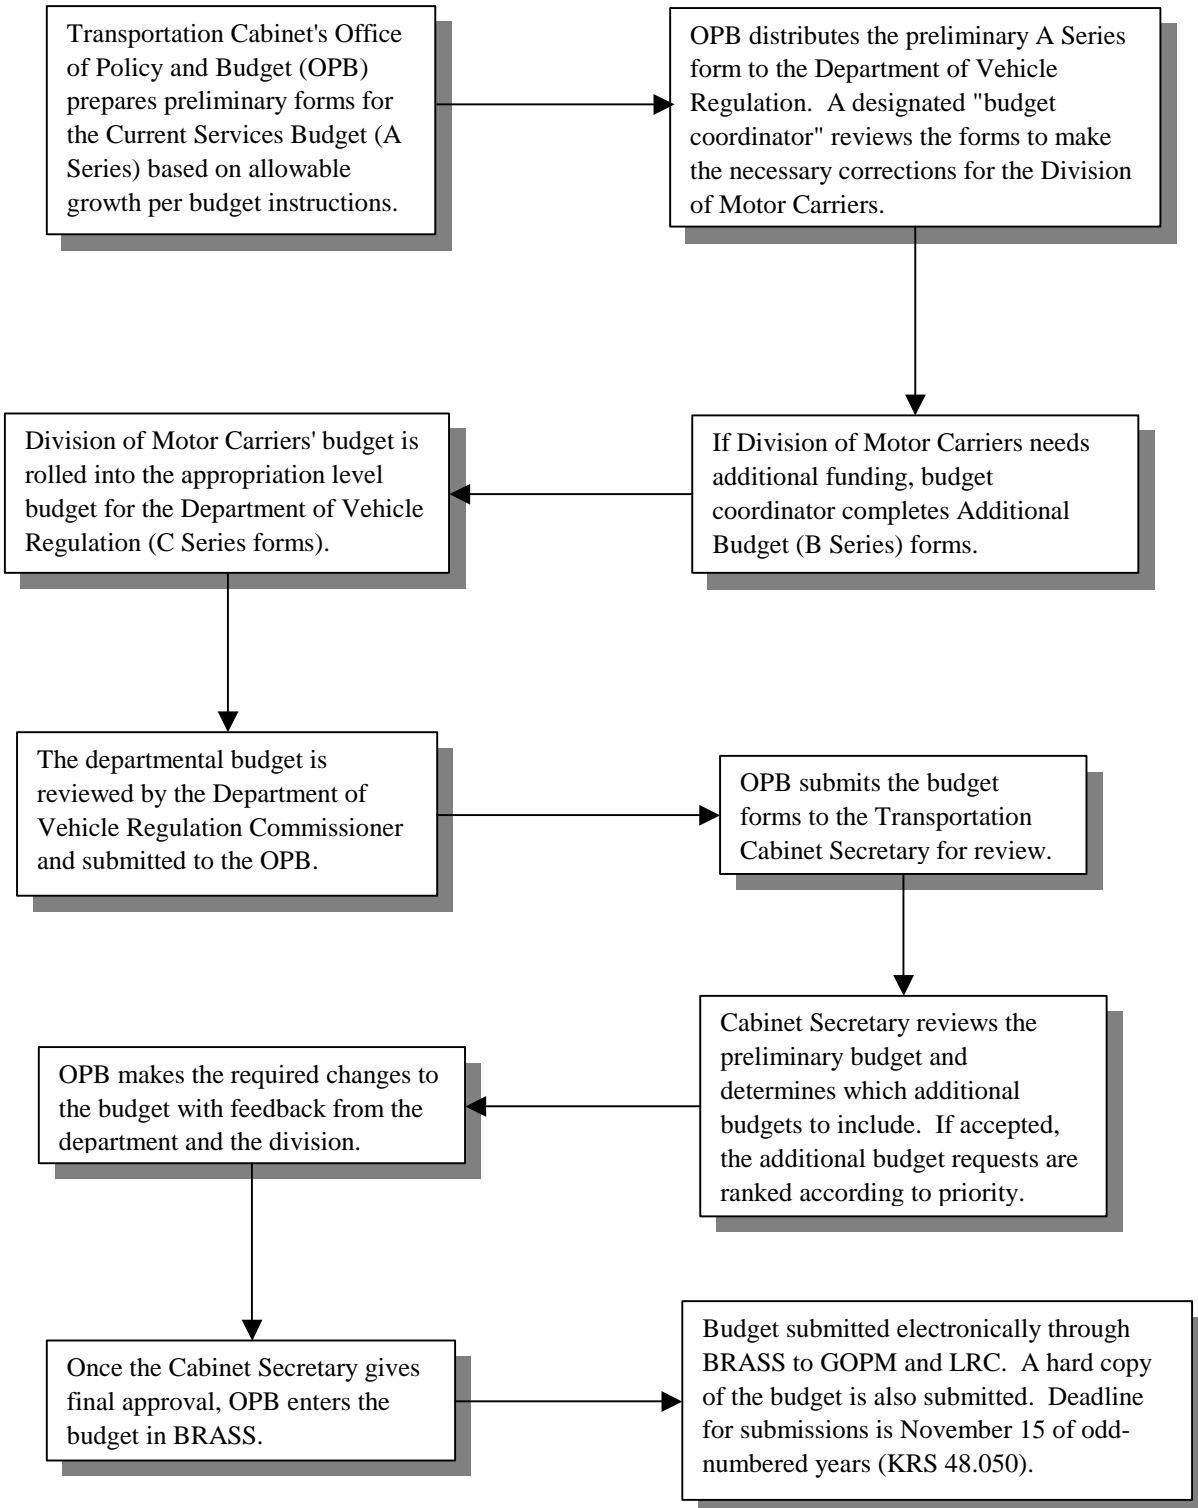 Transportation Cabinet's Office
of Policy and Budget (OPB)
prepares preliminary forms for
the Current Services Budget (A
Series) based on allowable
growth per budget instructions.
OPB distributes the preliminary A Series
form to the Department of Vehicle
Regulation.  A designated "budget
coordinator" reviews the forms to make
the necessary corrections for the Division
of Motor Carriers.
If Division of Motor Carriers needs
additional funding, budget
coordinator completes Additional
Budget (B Series) forms.
Division of Motor Carriers' budget is
rolled into the appropriation level
budget for the Department of Vehicle
Regulation (C Series forms).
The departmental budget is
reviewed by the Department of
Vehicle Regulation Commissioner
and submitted to the OPB.
OPB submits the budget
forms to the Transportation
Cabinet Secretary for review.
Cabinet Secretary reviews the
preliminary budget and
determines which additional
budgets to include.  If accepted,
the additional budget requests are
ranked according to priority.
OPB makes the required changes to
the budget with feedback from the
department and the division.
Once the Cabinet Secretary gives
final approval, OPB enters the
budget in BRASS.
Budget submitted electronically through
BRASS to GOPM and LRC.  A hard copy
of the budget is also submitted.  Deadline
for submissions is November 15 of odd-
numbered years (KRS 48.050).